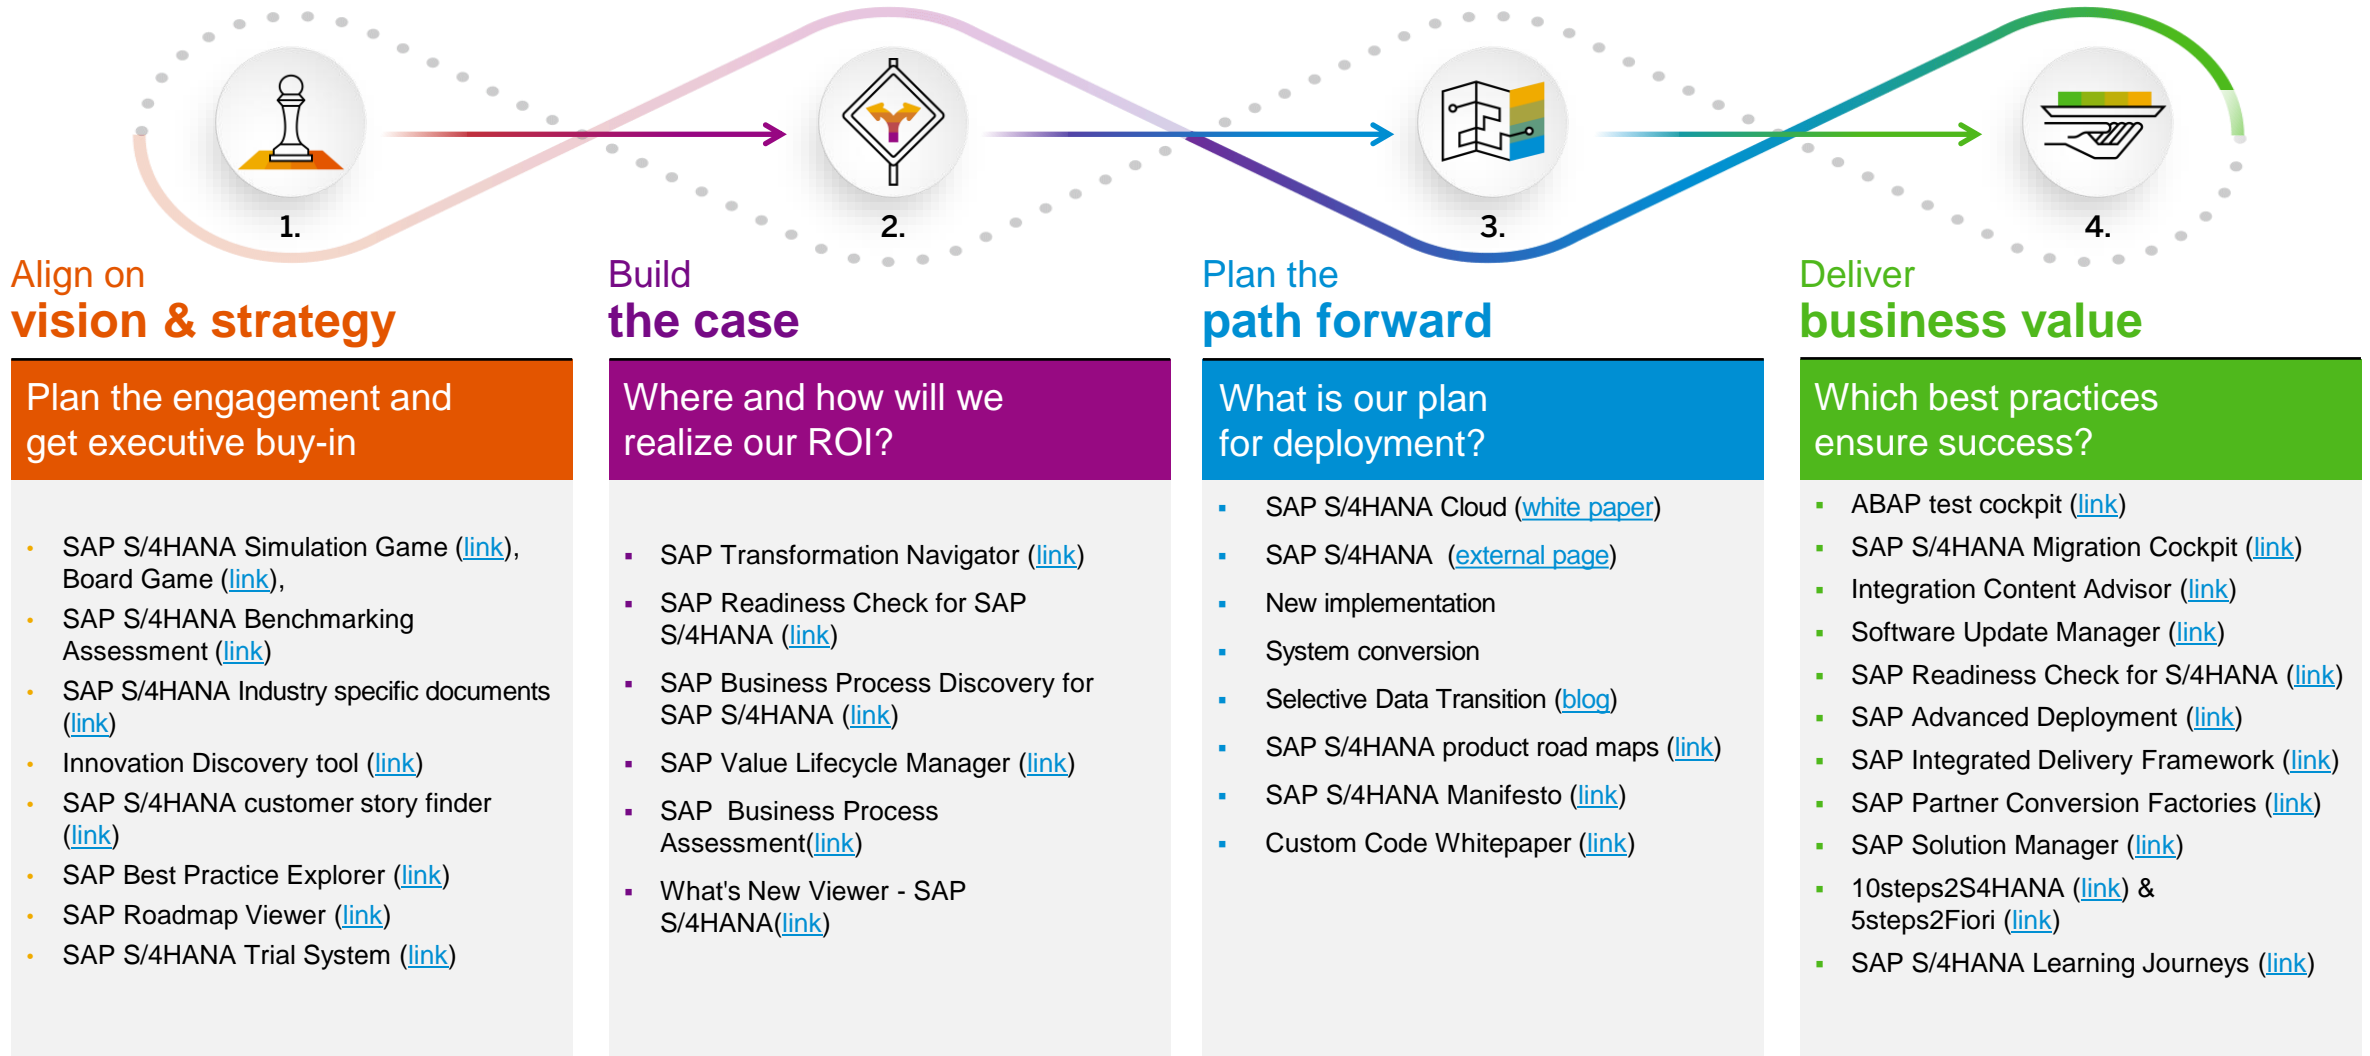 1.
Align on
vision & strategy
Plan the engagement and
get executive buy-in
• SAP S/4HANA Simulation Game (link),
Board Game (link),
• SAP S/4HANA Benchmarking
Assessment (link)
• SAP S/4HANA Industry specific documents
(link)
• Innovation Discovery tool (link)
• SAP S/4HANA customer story finder
(link)
• SAP Best Practice Explorer (link)
• SAP Roadmap Viewer (link)
• SAP S/4HANA Trial System (link)
2.
Build
the case
Where and how will we
realize our ROI?
▪ SAP Transformation Navigator (link)
▪ SAP Readiness Check for SAP
S/4HANA (link)
▪ SAP Business Process Discovery for
SAP S/4HANA (link)
▪ SAP Value Lifecycle Manager (link)
▪ SAP  Business Process
Assessment(link)
▪ What's New Viewer - SAP
S/4HANA(link)
3.
Plan the
path forward
What is our plan
for deployment?
▪ SAP S/4HANA Cloud (white paper)
▪ SAP S/4HANA  (external page)
▪ New implementation
▪ System conversion
▪ Selective Data Transition (blog)
▪ SAP S/4HANA product road maps (link)
▪ SAP S/4HANA Manifesto (link)
▪ Custom Code Whitepaper (link)
4.
Deliver
business value
Which best practices
ensure success?
▪ ABAP test cockpit (link)
▪ SAP S/4HANA Migration Cockpit (link)
▪ Integration Content Advisor (link)
▪ Software Update Manager (link)
▪ SAP Readiness Check for S/4HANA (link)
▪ SAP Advanced Deployment (link)
▪ SAP Integrated Delivery Framework (link)
▪ SAP Partner Conversion Factories (link)
▪ SAP Solution Manager (link)
▪ 10steps2S4HANA (link) &
5steps2Fiori (link)
▪ SAP S/4HANA Learning Journeys (link)